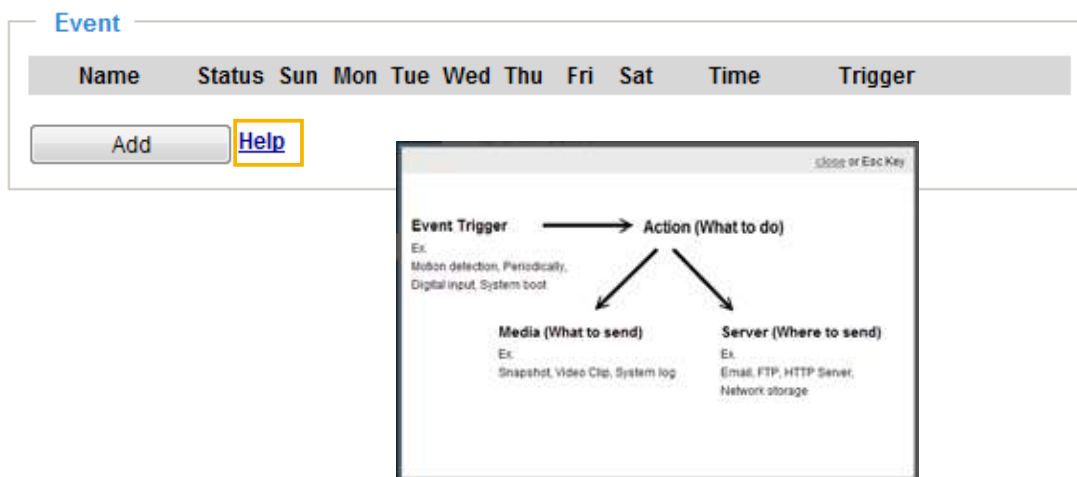 Event
Name Status Sun Mon Tue Wed Thu Fri Sat Time Trigger
Add Help
close or Esc Key
Event Trigger Action (What to do)
Ex.
Motion detection, Periodically,
Digital input, System boot
Media (What to send)
Ex.
Snapshot, Video Clip, System log
Server (Where to send)
Ex.
Email, FTP, HTTP Server,
Network storage